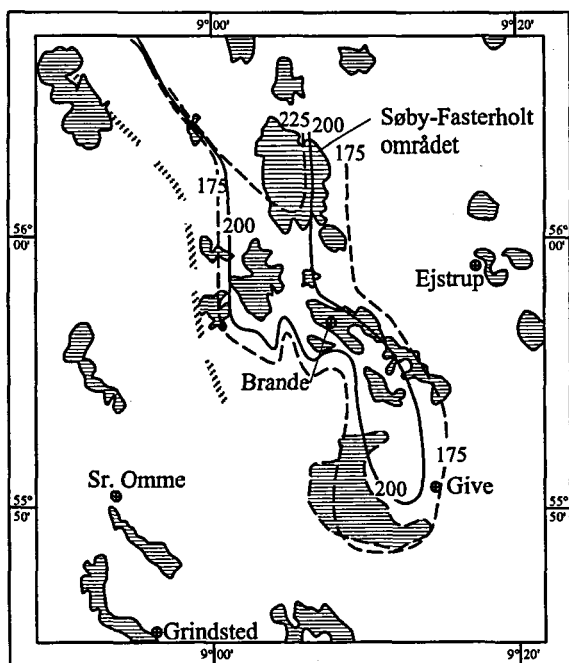 9°00'
9°20'
225
200
175
Søby-Fasterholt
området
175
200
56°
00'
56°
00'
Ejstrup
Brande
175
200
Give
Sr. Omme
55°
50'
55°
50'
Grindsted
9°00'
9°20'